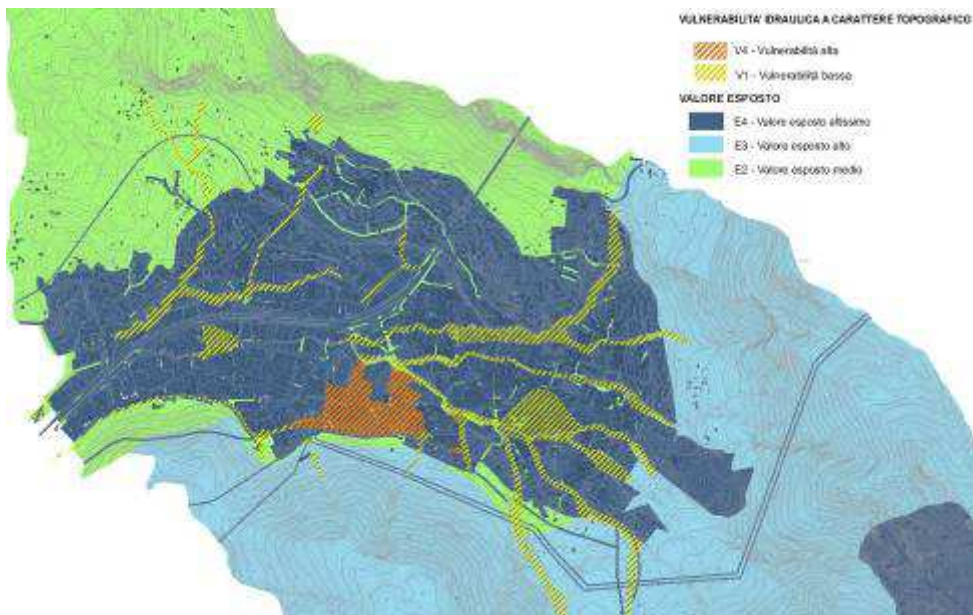 VULNERABILITA' IDRAULICA A CARATTERE TOPOGRAFICO
V4 - Vulnerabilità alta
V1 - Vulnerabilità bassa
VALORE ESPOSTO
E4 - Valore esposto altissimo
E3 - Valore esposto alto
E2 - Valore esposto medio